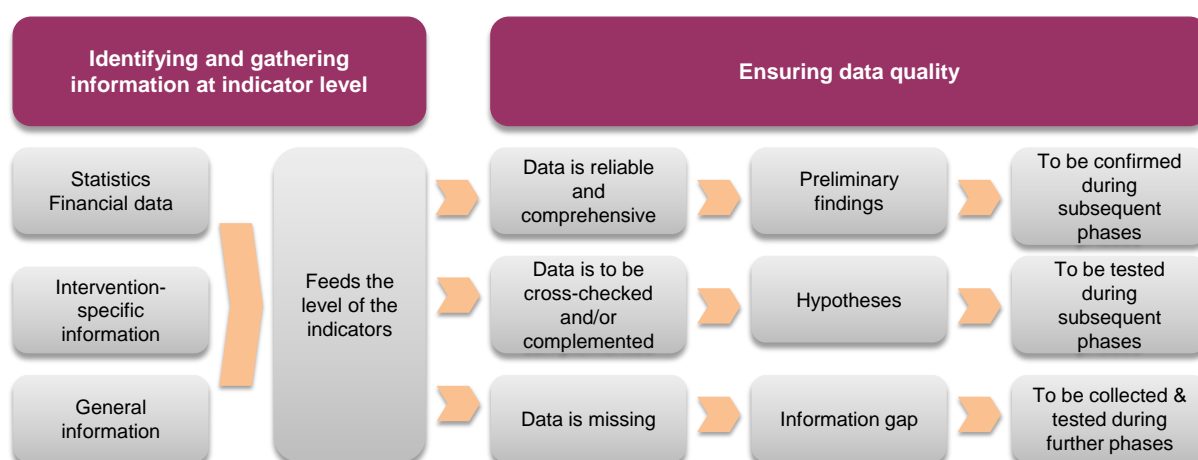 Identifying and gathering
information at indicator level
Ensuring data quality
Statistics
Financial data
Intervention-
specific
information
General
information
Feeds the
level of the
indicators
Data is reliable
and
comprehensive
Preliminary
findings
To be confirmed
during
subsequent
phases
Data is to be
cross-checked
and/or
complemented
Hypotheses
To be tested
during
subsequent
phases
Data is missing
Information gap
To be collected &
tested during
further phases